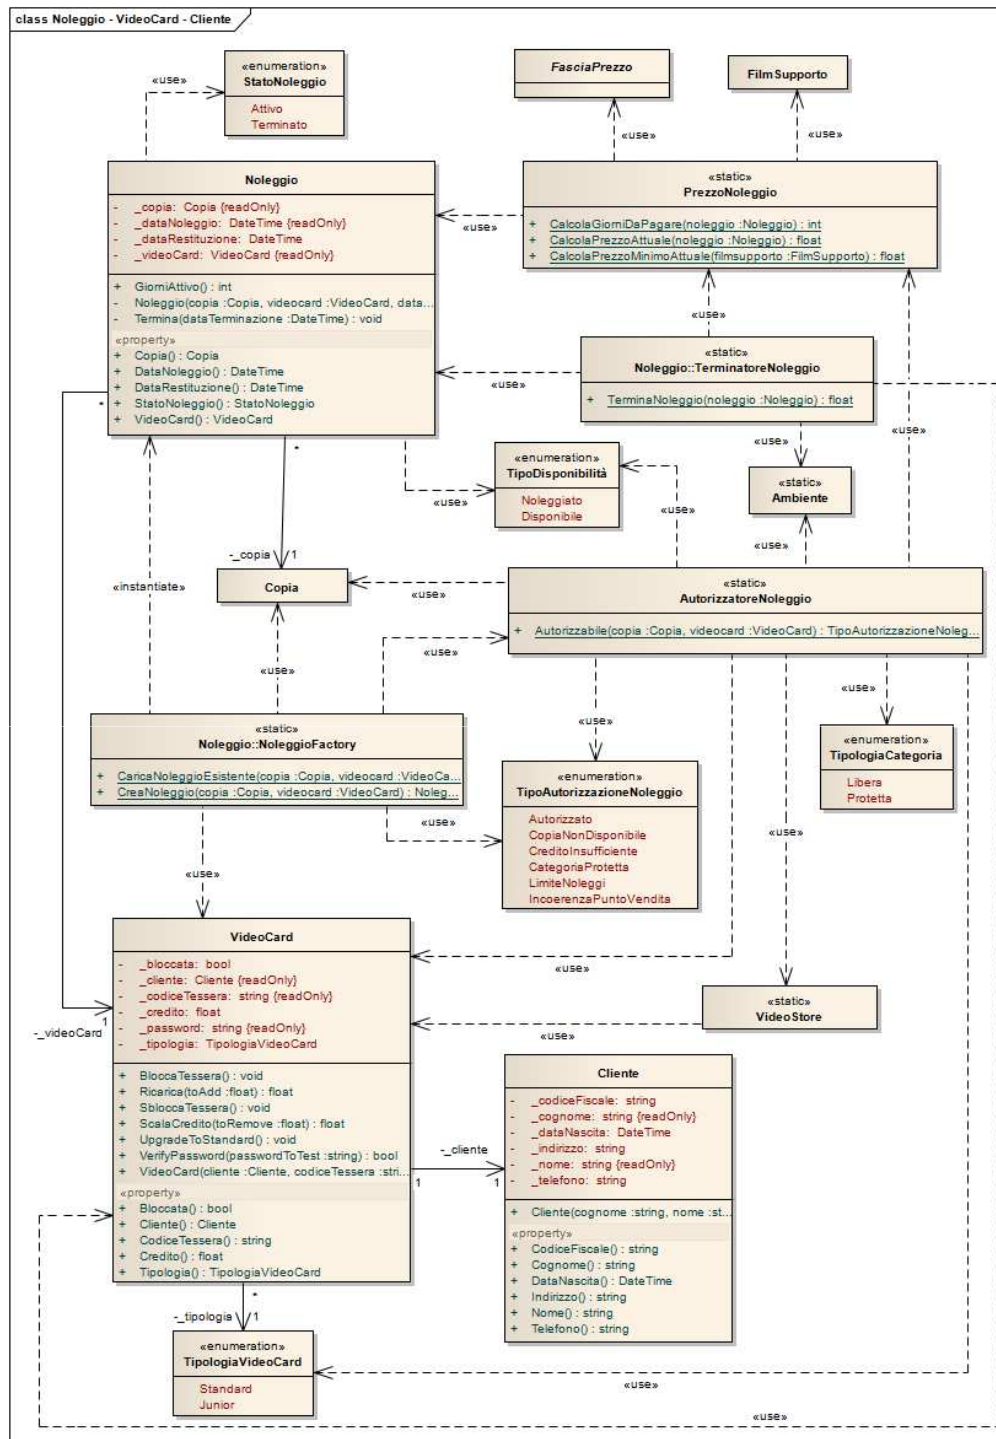 class Noleggio - VideoCard - Cliente
«enumeration»
StatoNoleggio
Attivo
Terminato
«use»
FasciaPrezzo
FilmSupporto
«use»
«use»
Noleggio
- _copia: Copia {readOnly}
- _dataNoleggio: DateTime {readOnly}
- _dataRestituzione: DateTime
- _videoCard: VideoCard {readOnly}
+ GiorniAttivo() : int
- Noleggio(copia :Copia, videocard :VideoCard, data...
- Termina(dataTerminazione :DateTime) : void
«property»
+ Copia() : Copia
+ DataNoleggio() : DateTime
+ DataRestituzione() : DateTime
+ StatoNoleggio() : StatoNoleggio
+ VideoCard() : VideoCard
«static»
PrezzoNoleggio
+ CalcolaGiorniDaPagare(noleggio :Noleggio) : int
+ CalcolaPrezzoAttuale(noleggio :Noleggio) : float
+ CalcolaPrezzoMinimoAttuale(filmsupporto :FilmSupporto) : float
«use»
«use»
«static»
Noleggio::TerminatoreNoleggio
+ TerminaNoleggio(noleggio :Noleggio) : float
«use»
«use»
«use»
*
*
«enumeration»
TipoDisponibilità
Noleggiato
Disponibile
«use»
«static»
Ambiente
«use»
«use»
-_copia
1
Copia
«instantiate»
«use»
«static»
AutorizzatoreNoleggio
+ Autorizzabile(copia :Copia, videocard :VideoCard) : TipoAutorizzazioneNoleg...
«use»
«use»
«use»
«use»
«static»
Noleggio::NoleggioFactory
+ CaricaNoleggioEsistente(copia :Copia, videocard :VideoCa...
+ CreaNoleggio(copia :Copia, videocard :VideoCard) : Noleg...
«enumeration»
TipologiaCategoria
Libera
Protetta
«enumeration»
TipoAutorizzazioneNoleggio
Autorizzato
CopiaNonDisponibile
CreditoInsufficiente
CategoriaProtetta
LimiteNoleggi
IncoerenzaPuntoVendita
«use»
«use»
«use»
VideoCard
- _bloccata: bool
- _cliente: Cliente {readOnly}
- _codiceTessera: string {readOnly}
- _credito: float
- _password: string {readOnly}
- _tipologia: TipologiaVideoCard
+ BloccaTessera() : void
+ Ricarica(toAdd :float) : float
+ SbloccaTessera() : void
+ ScalaCredito(toRemove :float) : float
+ UpgradeToStandard() : void
+ VerifyPassword(passwordToTest :string) : bool
+ VideoCard(cliente :Cliente, codiceTessera :stri...
«property»
+ Bloccata() : bool
+ Cliente() : Cliente
+ CodiceTessera() : string
+ Credito() : float
+ Tipologia() : TipologiaVideoCard
-_videoCard
1
«use»
«static»
VideoStore
«use»
Cliente
- _codiceFiscale: string
- _cognome: string {readOnly}
- _dataNascita: DateTime
- _indirizzo: string
- _nome: string {readOnly}
- _telefono: string
+ Cliente(cognome :string, nome :st...
«property»
+ CodiceFiscale() : string
+ Cognome() : string
+ DataNascita() : DateTime
+ Indirizzo() : string
+ Nome() : string
+ Telefono() : string
-_cliente
1
1
*
-_tipologia
1
«enumeration»
TipologiaVideoCard
Standard
Junior
«use»
«use»